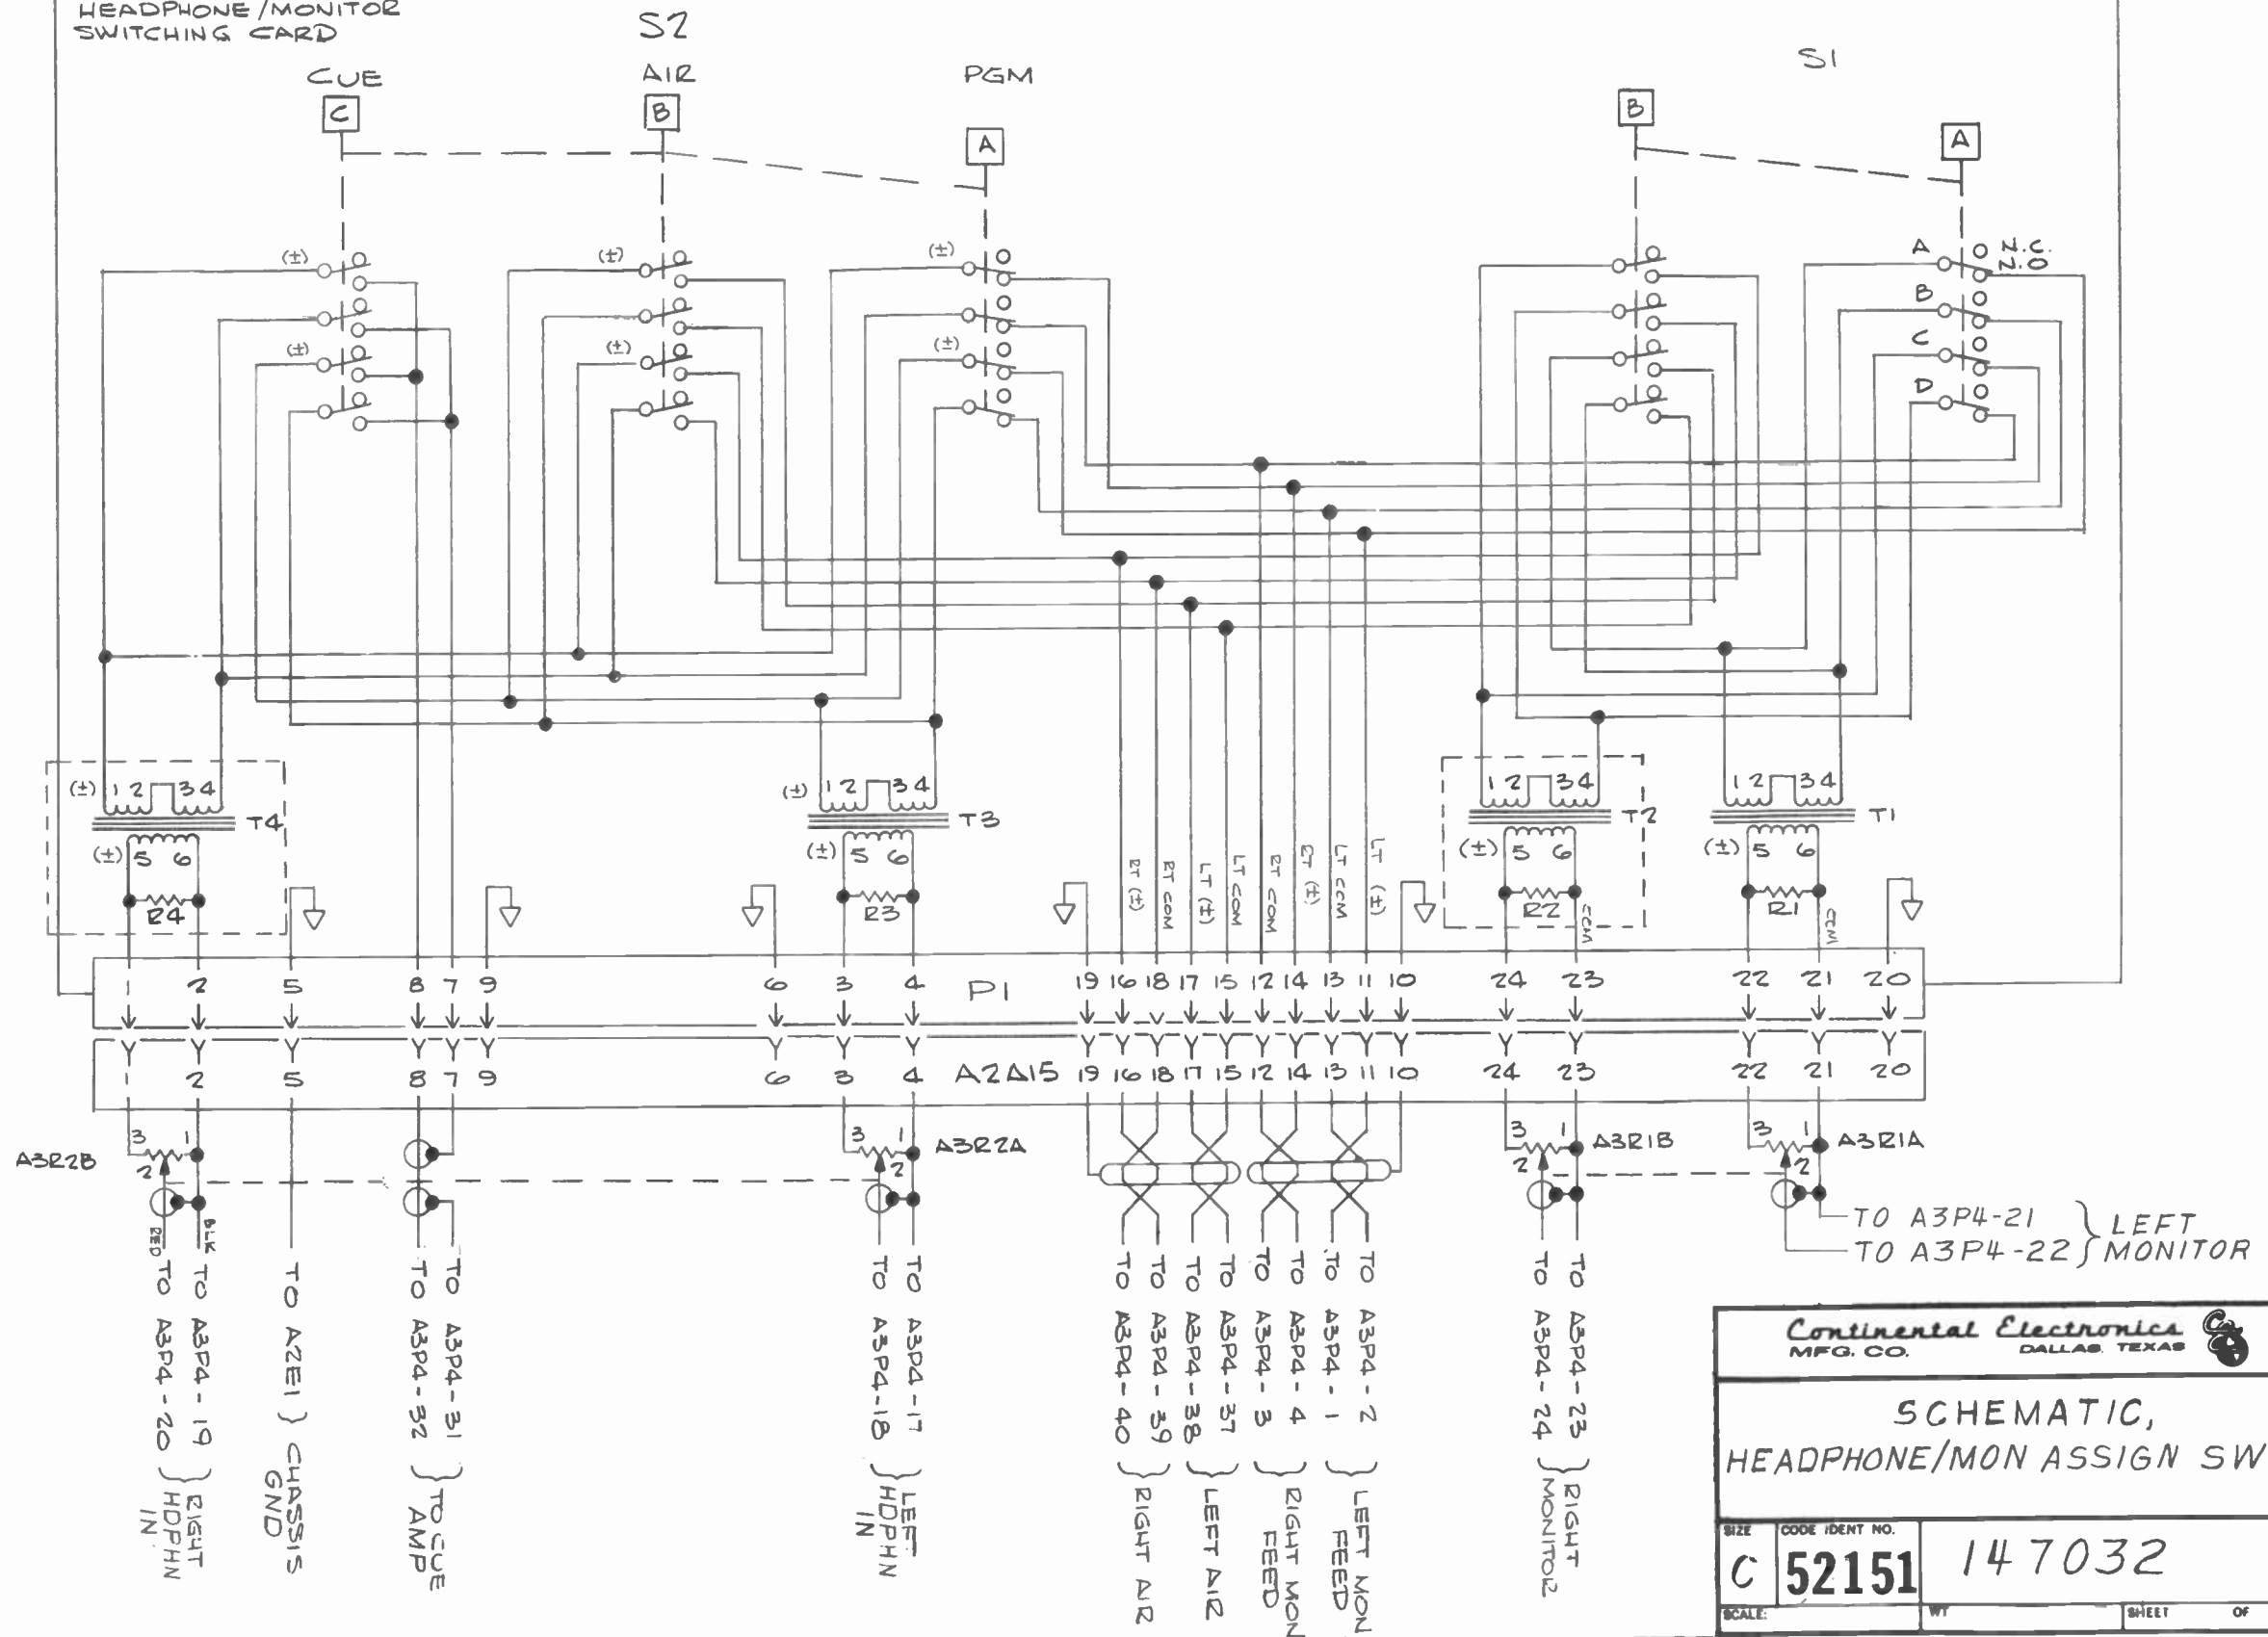 HEADPHONE/MONITOR
SWITCHING CARD
S2
S1
CUE
AIR
PGM
C
B
A
B
A
(±)
(±)
(±)
(±)
(±)
(±)
A
N.C.
N.O
B
C
D
(±) 1 2 3 4
T4
(±) 5 6
R4
(±) 1 2 3 4
T3
(±) 5 6
R3
1 2 3 4
T2
(±) 5 6
R2
COM
1 2 3 4
T1
(±) 5 6
R1
COM
RT (±)
RT COM
LT (±)
LT COM
RT COM
RT (±)
LT COM
LT (±)
1 2 5 8 7 9 6 3 4 P1 19 16 18 17 15 12 14 13 11 10 24 23 22 21 20
1 2 5 8 7 9 6 3 4 A2A15 19 16 18 17 15 12 14 13 11 10 24 23 22 21 20
A3R2B
3 1
2
A3R2A
3 1
2
A3R1B
3 1
2
A3R1A
3 1
2
RED
BLK
TO A3P4-20
TO A3P4-19
} RIGHT
HDPHN
IN
TO A2E1 } CHASSIS
GND
TO A3P4-32
TO A3P4-31
} TO CUE
AMP
TO A3P4-18
TO A3P4-17
} LEFT
HDPHN
IN
TO A3P4-40
TO A3P4-39
} RIGHT AIR
TO A3P4-38
TO A3P4-37
} LEFT AIR
TO A3P4-3
TO A3P4-4
} RIGHT MON
FEED
TO A3P4-1
TO A3P4-2
} LEFT MON
FEED
TO A3P4-24
TO A3P4-23
} RIGHT
MONITOR
TO A3P4-21
TO A3P4-22
} LEFT
MONITOR
Continental Electronics
MFG. CO. DALLAS, TEXAS
SCHEMATIC,
HEADPHONE/MON ASSIGN SW
SIZE
C
CODE IDENT NO.
52151
147032
SCALE:
WT
SHEET OF